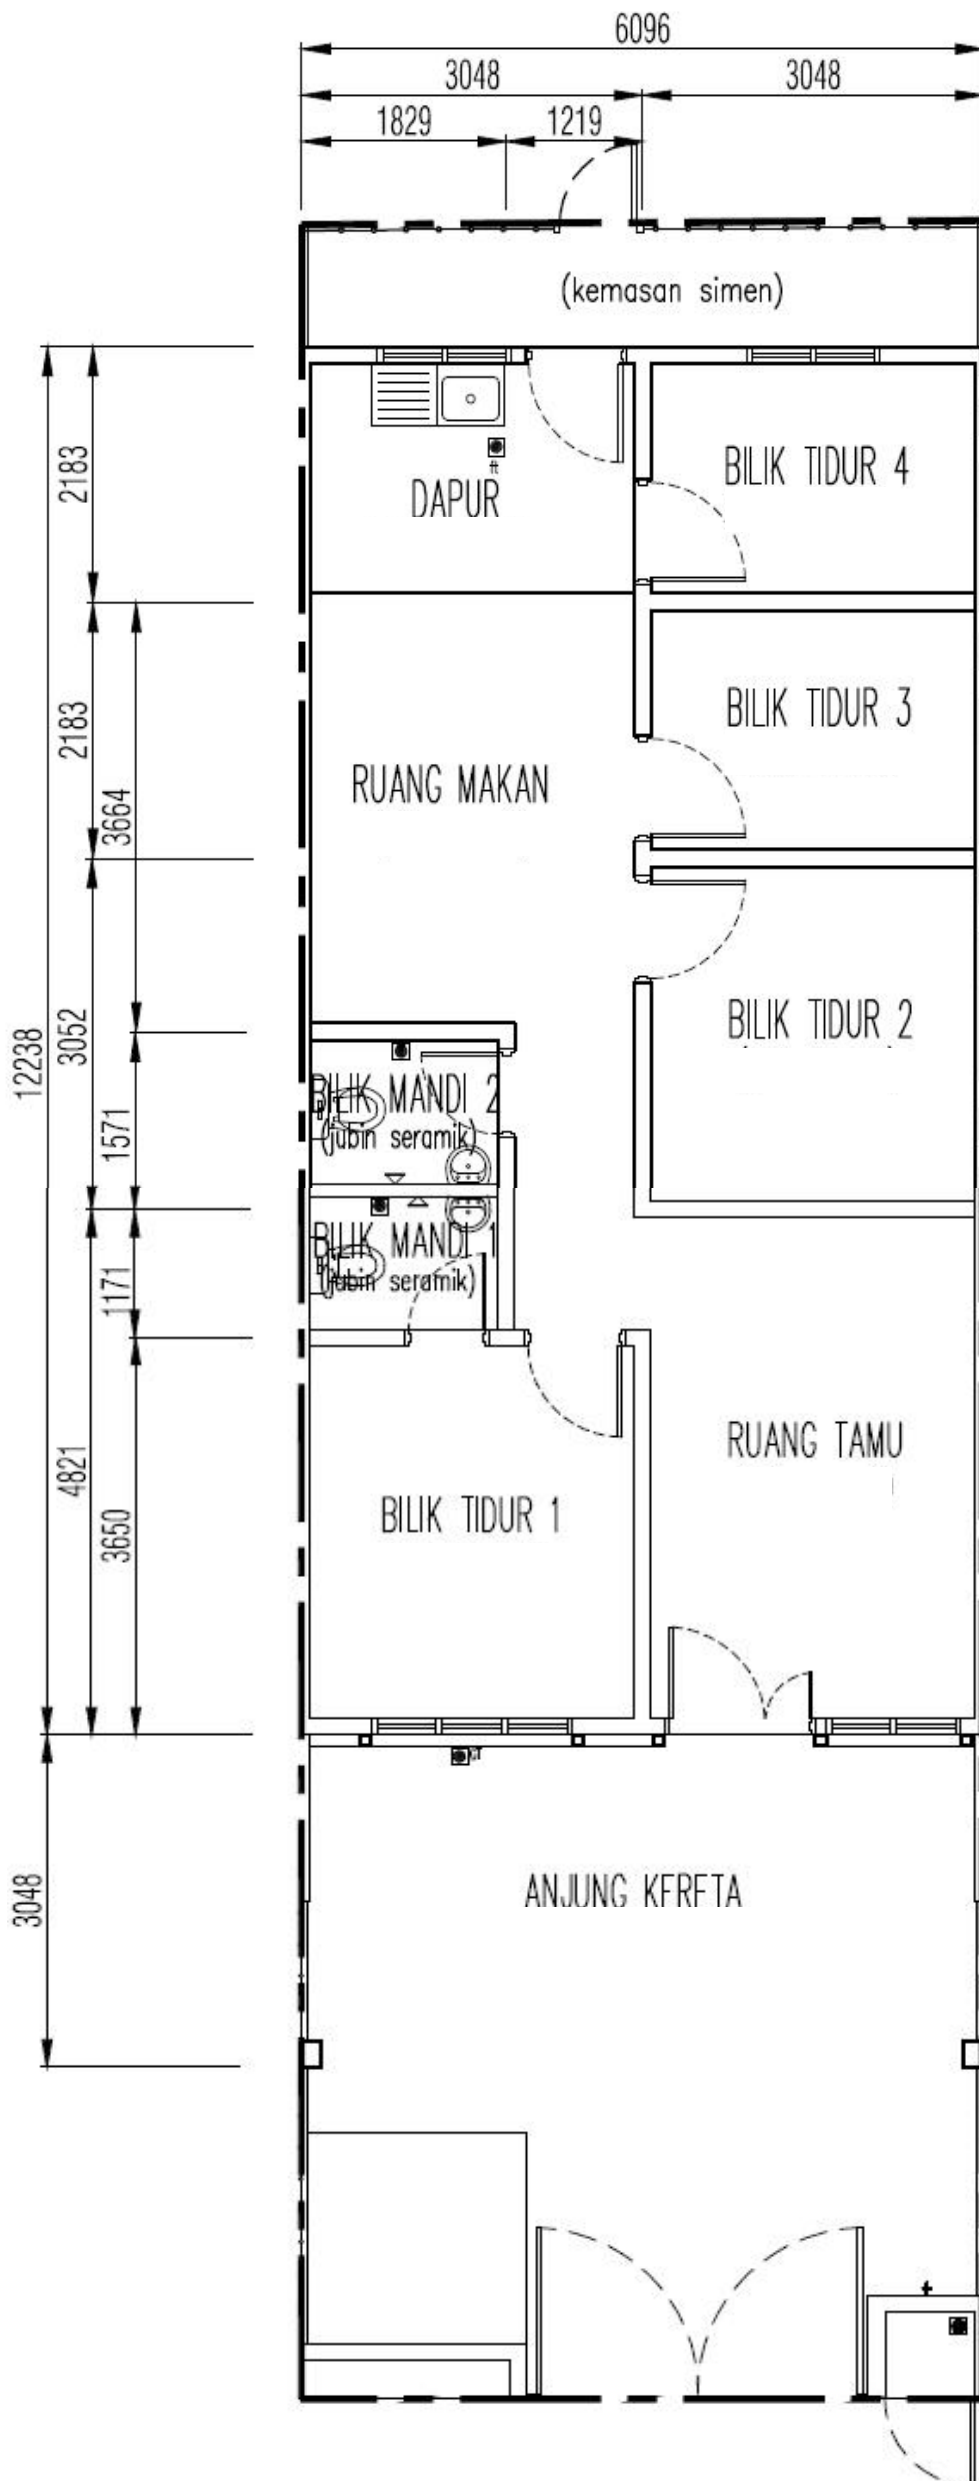 6096
3048
3048
1829
1219
(kemasan simen)
2183
BILIK TIDUR 4
ft
DAPUR
2183
BILIK TIDUR 3
3664
RUANG MAKAN
12238
3052
BILIK TIDUR 2
1571
BILIK MANDI 2
(jubin seramik)
1171
BILIK MANDI 1
(jubin seramik)
4821
3650
RUANG TAMU
BILIK TIDUR 1
GT
3048
ANJUNG KERETA